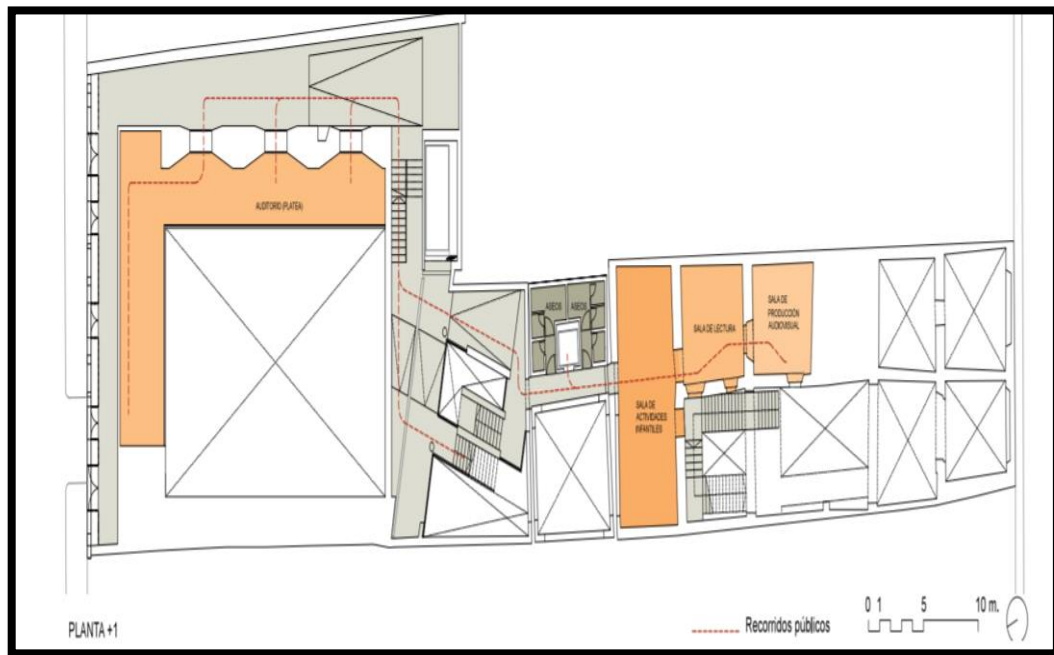 AUDITORIO (PLATEA)
ASEOS ASEOS
SALA DE
PRODUCCIÓN
AUDIOVISUAL
SALA DE LECTURA
SALA DE
ACTIVIDADES
INFANTILES
PLANTA +1
Recorridos públicos
0 1 5 10 m.